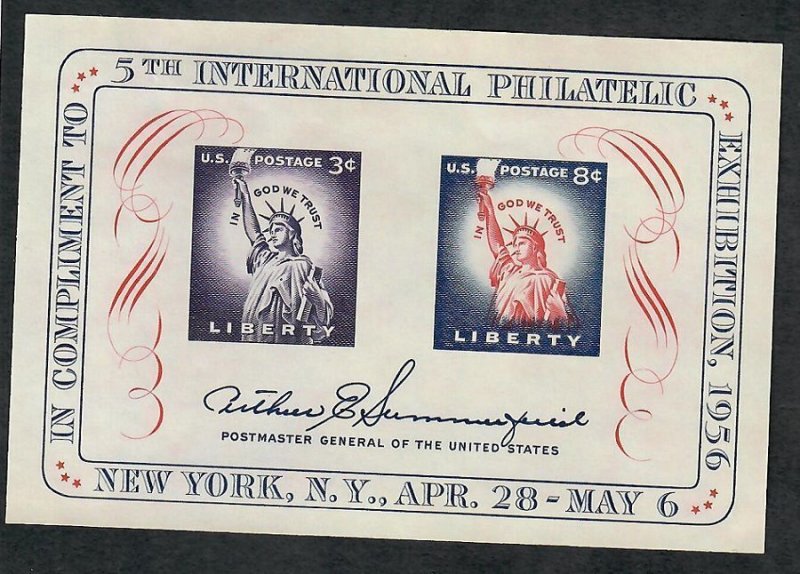 IN COMPLIMENT TO
5TH INTERNATIONAL PHILATELIC
EXHIBITION, 1956
U.S. POSTAGE 3¢
IN GOD WE TRUST
LIBERTY
U.S. POSTAGE 8¢
IN GOD WE TRUST
LIBERTY
Arthur E Summerfield
POSTMASTER GENERAL OF THE UNITED STATES
NEW YORK, N.Y., APR. 28 - MAY 6